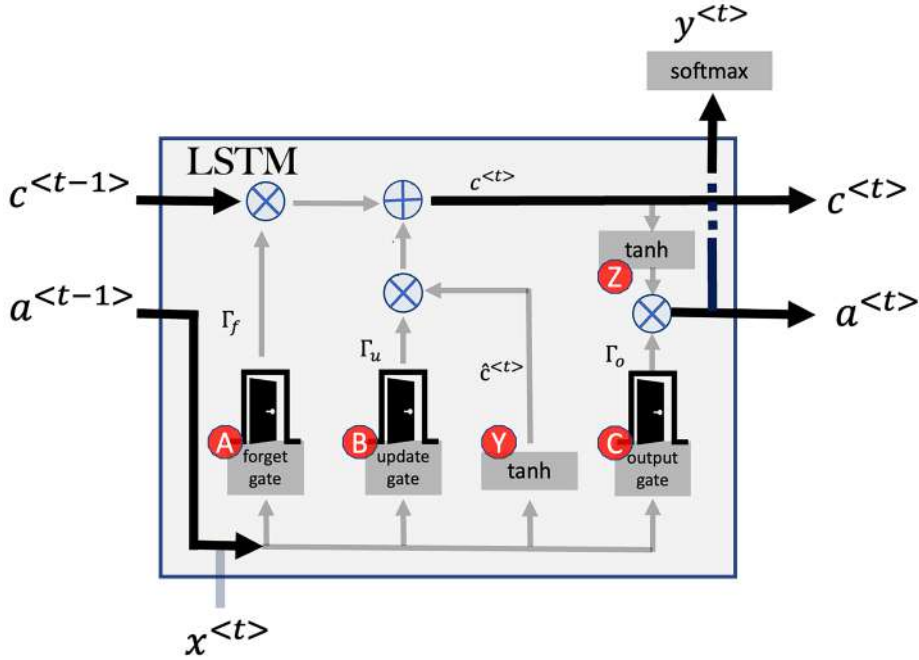 y<t>
softmax
LSTM
c<t-1>
c<t>
c<t>
tanh
Z
a<t-1>
a<t>
Γf
Γu
ĉ<t>
Γo
A
B
Y
C
forget
gate
update
gate
tanh
output
gate
x<t>